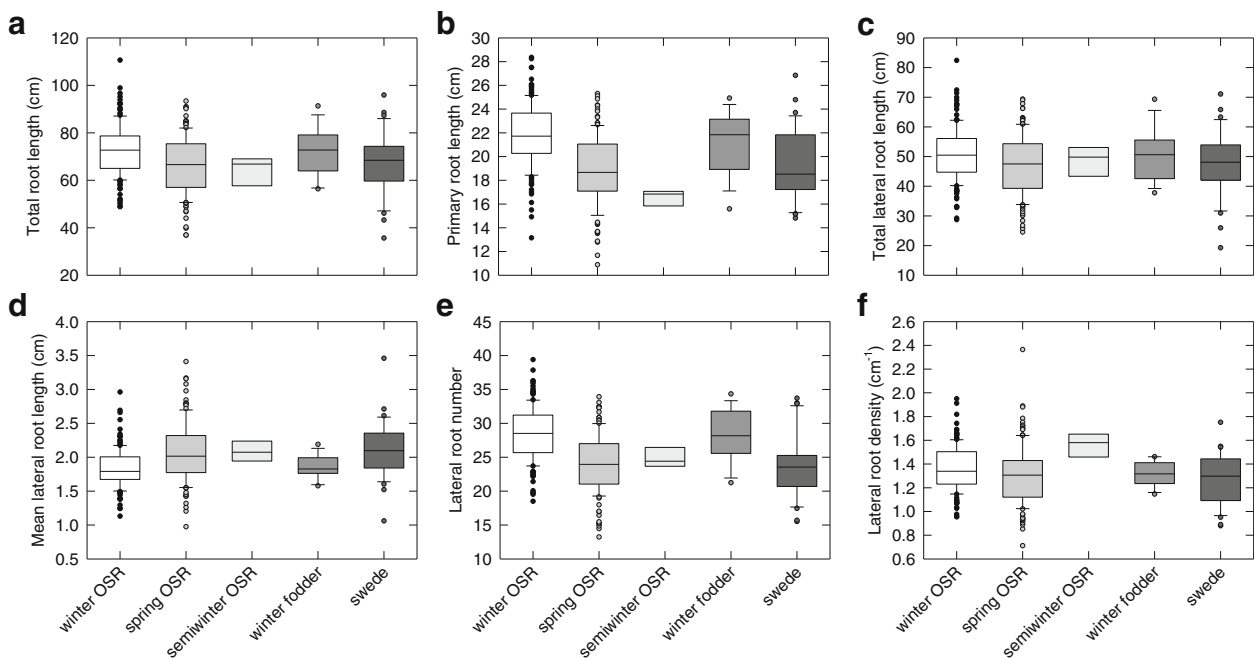 a
Total root length (cm)
120
100
80
60
40
20
b
Primary root length (cm)
30
28
26
24
22
20
18
16
14
12
10
c
Total lateral root length (cm)
90
80
70
60
50
40
30
20
10
d
Mean lateral root length (cm)
4.0
3.5
3.0
2.5
2.0
1.5
1.0
0.5
winter OSR
spring OSR
semiwinter OSR
winter fodder
swede
e
Lateral root number
45
40
35
30
25
20
15
10
winter OSR
spring OSR
semiwinter OSR
winter fodder
swede
f
Lateral root density (cm⁻¹)
2.6
2.4
2.2
2.0
1.8
1.6
1.4
1.2
1.0
0.8
0.6
winter OSR
spring OSR
semiwinter OSR
winter fodder
swede